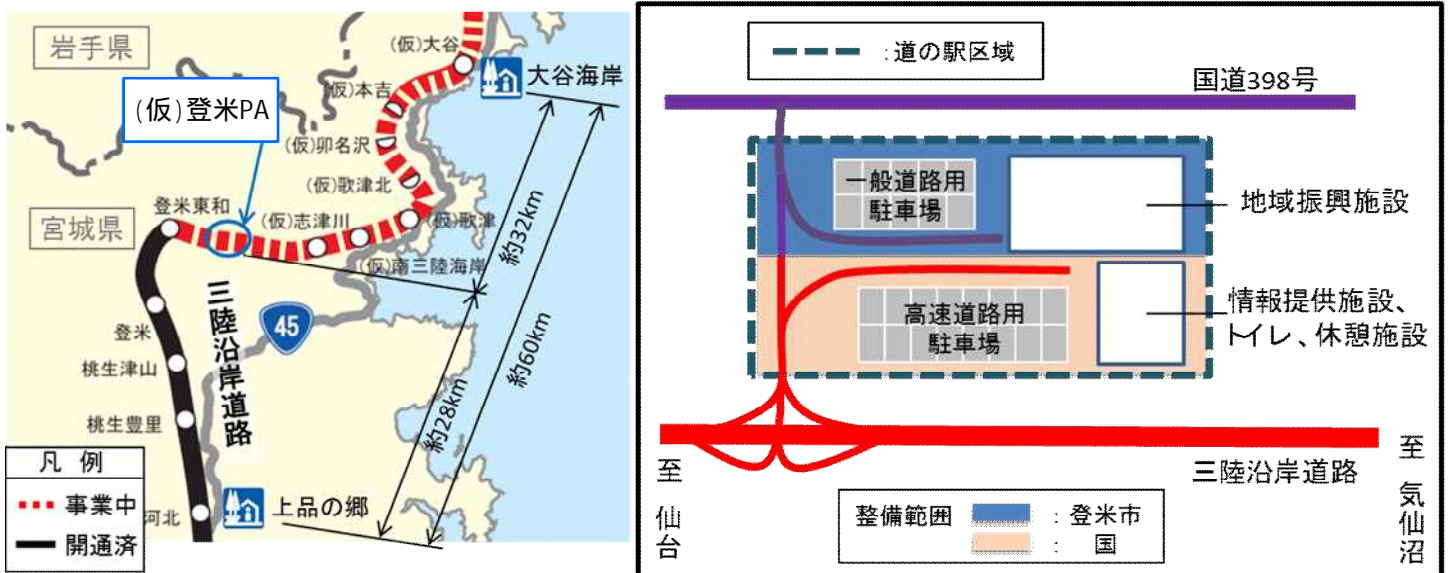 岩手県
(仮)大谷
大谷海岸
(仮)登米PA
(仮)本吉
(仮)卯名沢
(仮)歌津北
登米東和
(仮)志津川
(仮)歌津
宮城県
(仮)南三陸海岸
約32km
約60km
約28km
三陸沿岸道路
45
登米
桃生津山
桃生豊里
凡 例
事業中
開通済
河北
上品の郷
:道の駅区域
国道398号
一般道路用
駐車場
地域振興施設
高速道路用
駐車場
情報提供施設、
トイレ、休憩施設
三陸沿岸道路
至 仙台
至 気仙沼
整備範囲
:登米市
: 国